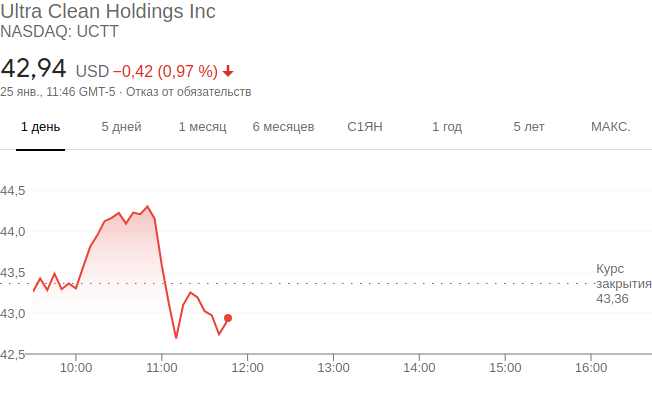 Ultra Clean Holdings Inc
NASDAQ: UCTT
42,94 USD −0,42 (0,97 %)
25 янв., 11:46 GMT-5 · Отказ от обязательств
1 день 5 дней 1 месяц 6 месяцев С1ЯН 1 год 5 лет МАКС.
44,5
44,0
43,5
43,0
42,5
Курс
закрытия
43,36
10:00 11:00 12:00 13:00 14:00 15:00 16:00